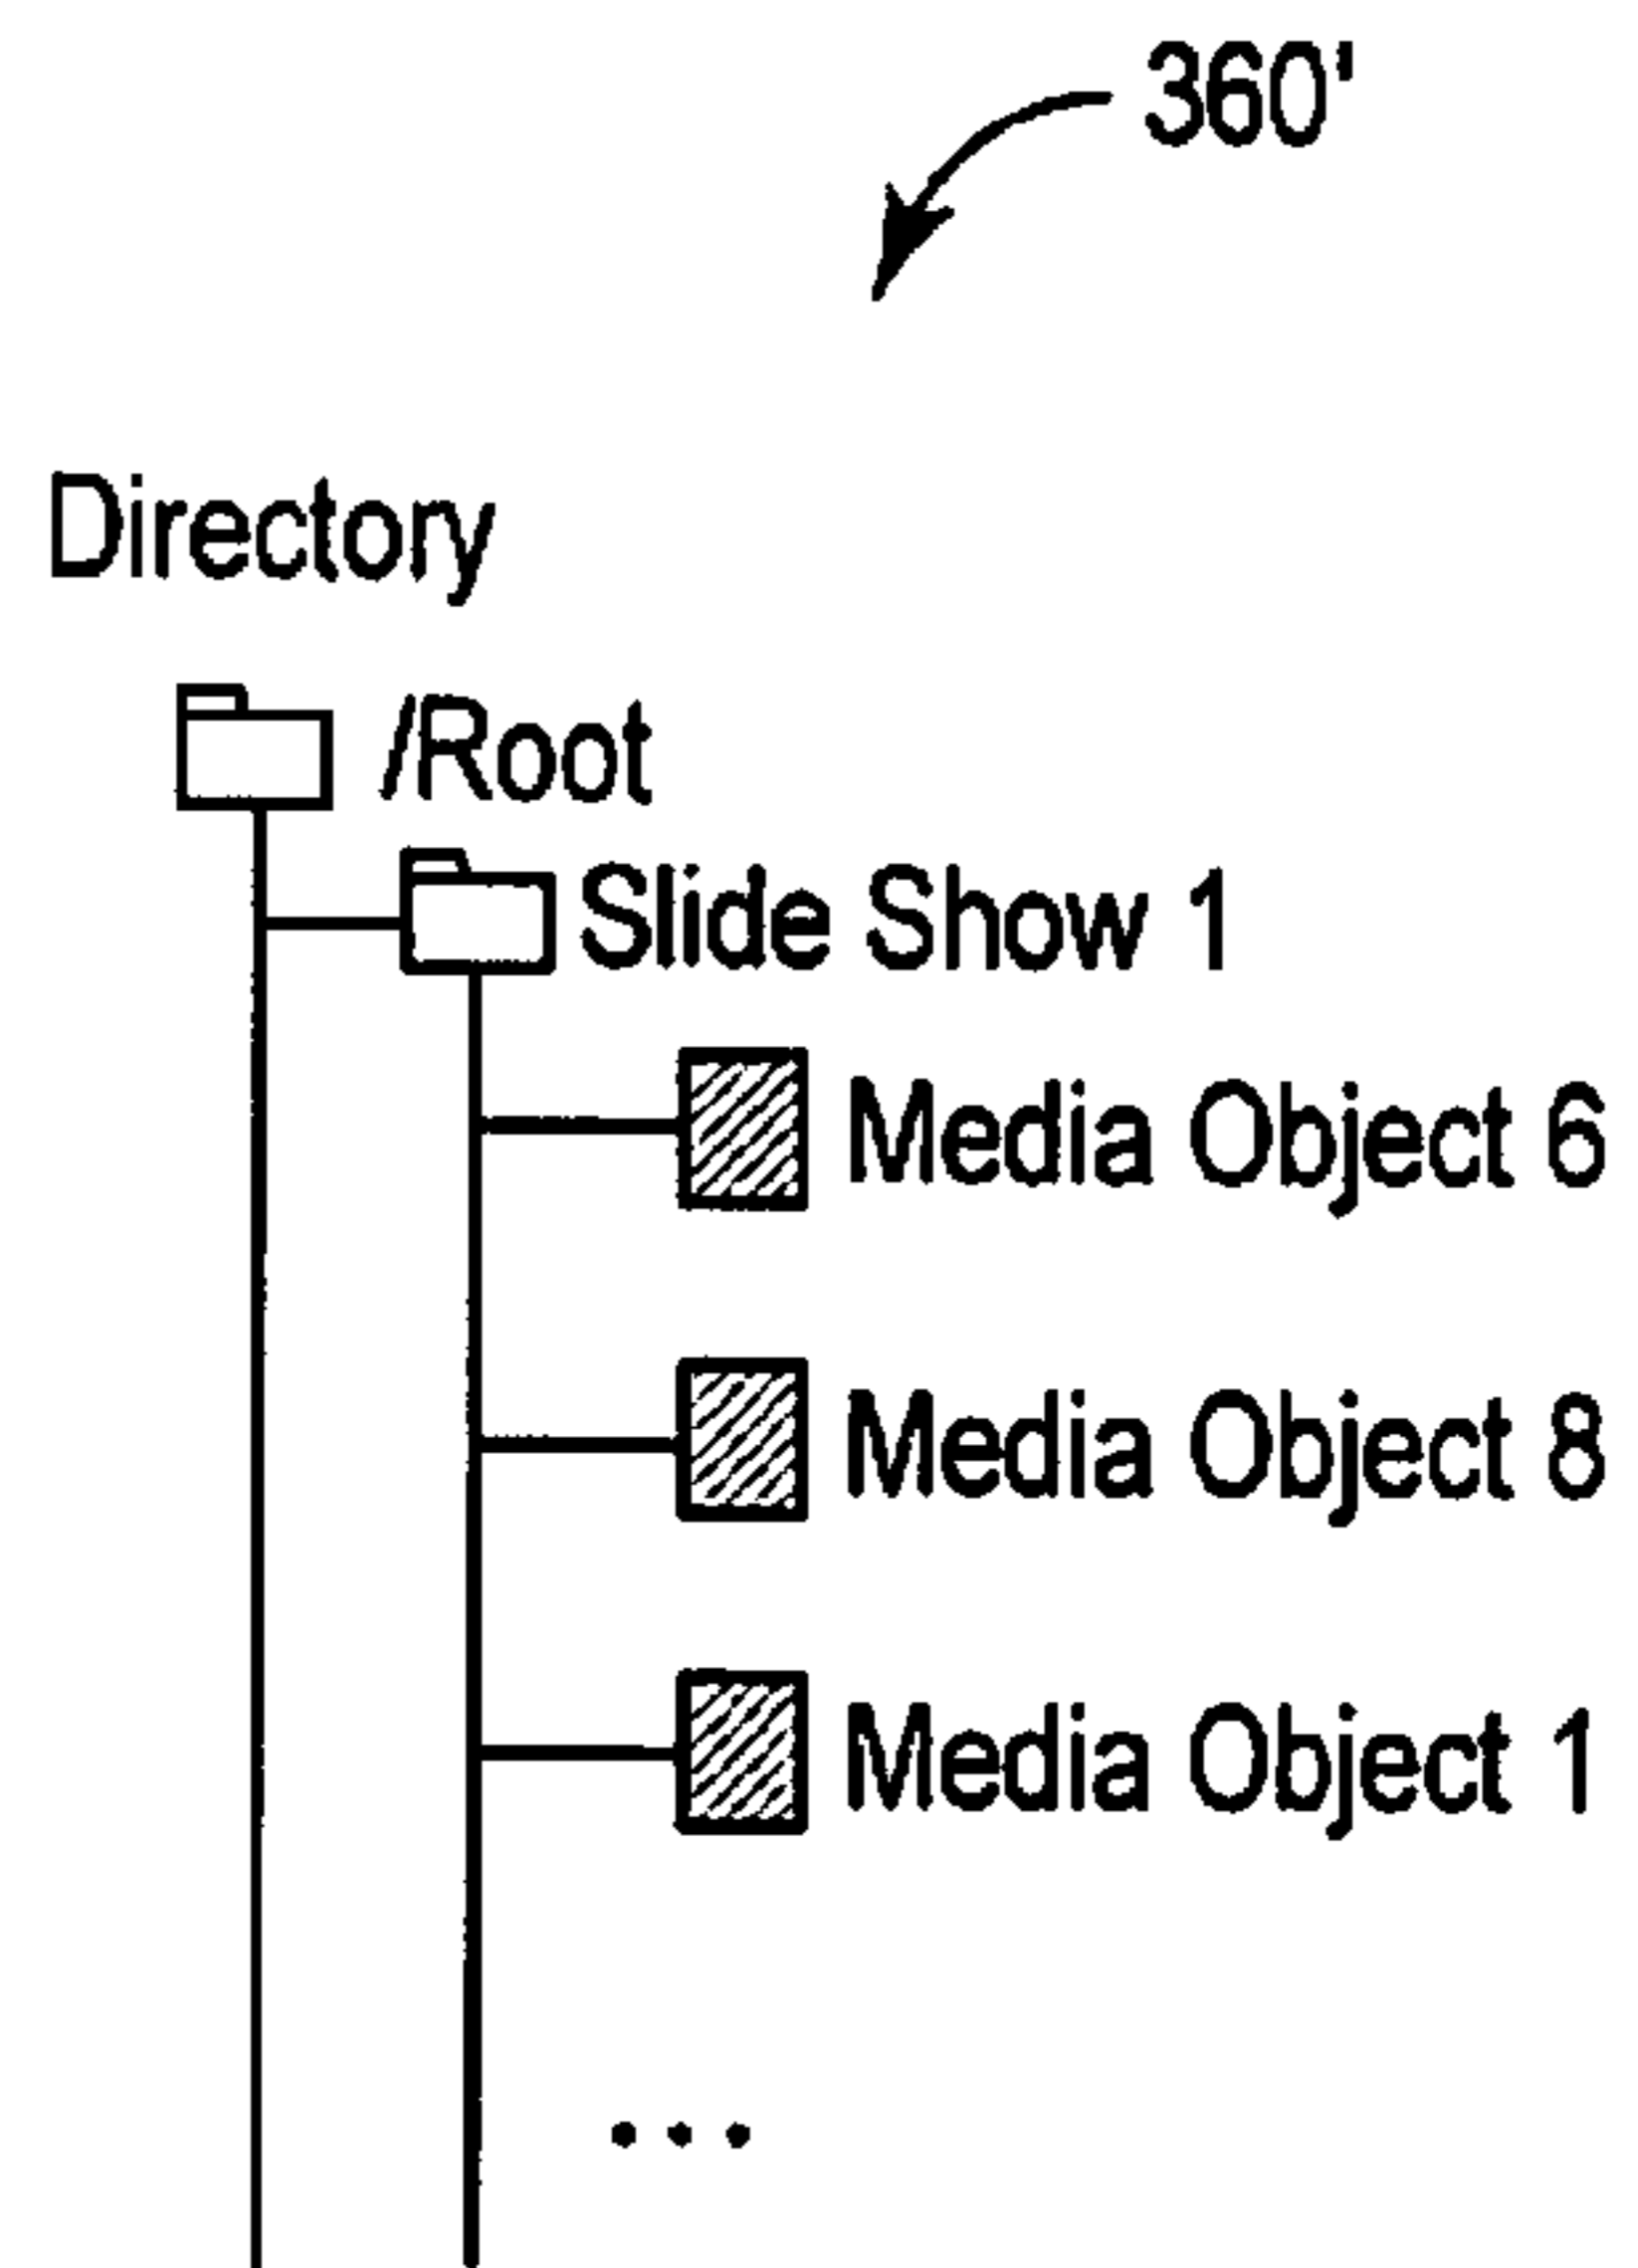 360'
Directory
/Root
Slide Show 1
Media Object 6
Media Object 8
Media Object 1
...